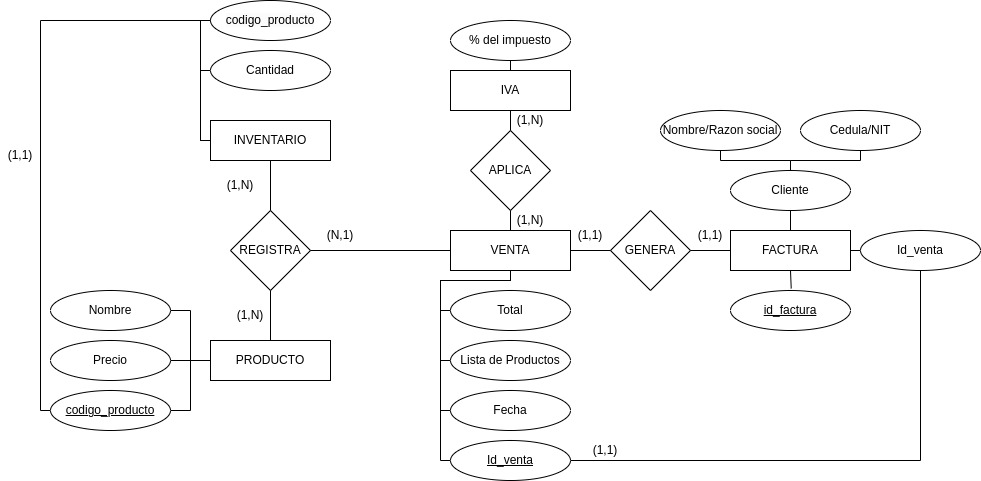 codigo_producto
% del impuesto
Cantidad
IVA
(1,N)
Nombre/Razon social
Cedula/NIT
INVENTARIO
(1,1)
APLICA
(1,N)
Cliente
(1,N)
REGISTRA
(N,1)
VENTA
(1,1)
GENERA
(1,1)
FACTURA
Id_venta
Nombre
(1,N)
Total
id_factura
Precio
PRODUCTO
Lista de Productos
codigo_producto
Fecha
Id_venta
(1,1)